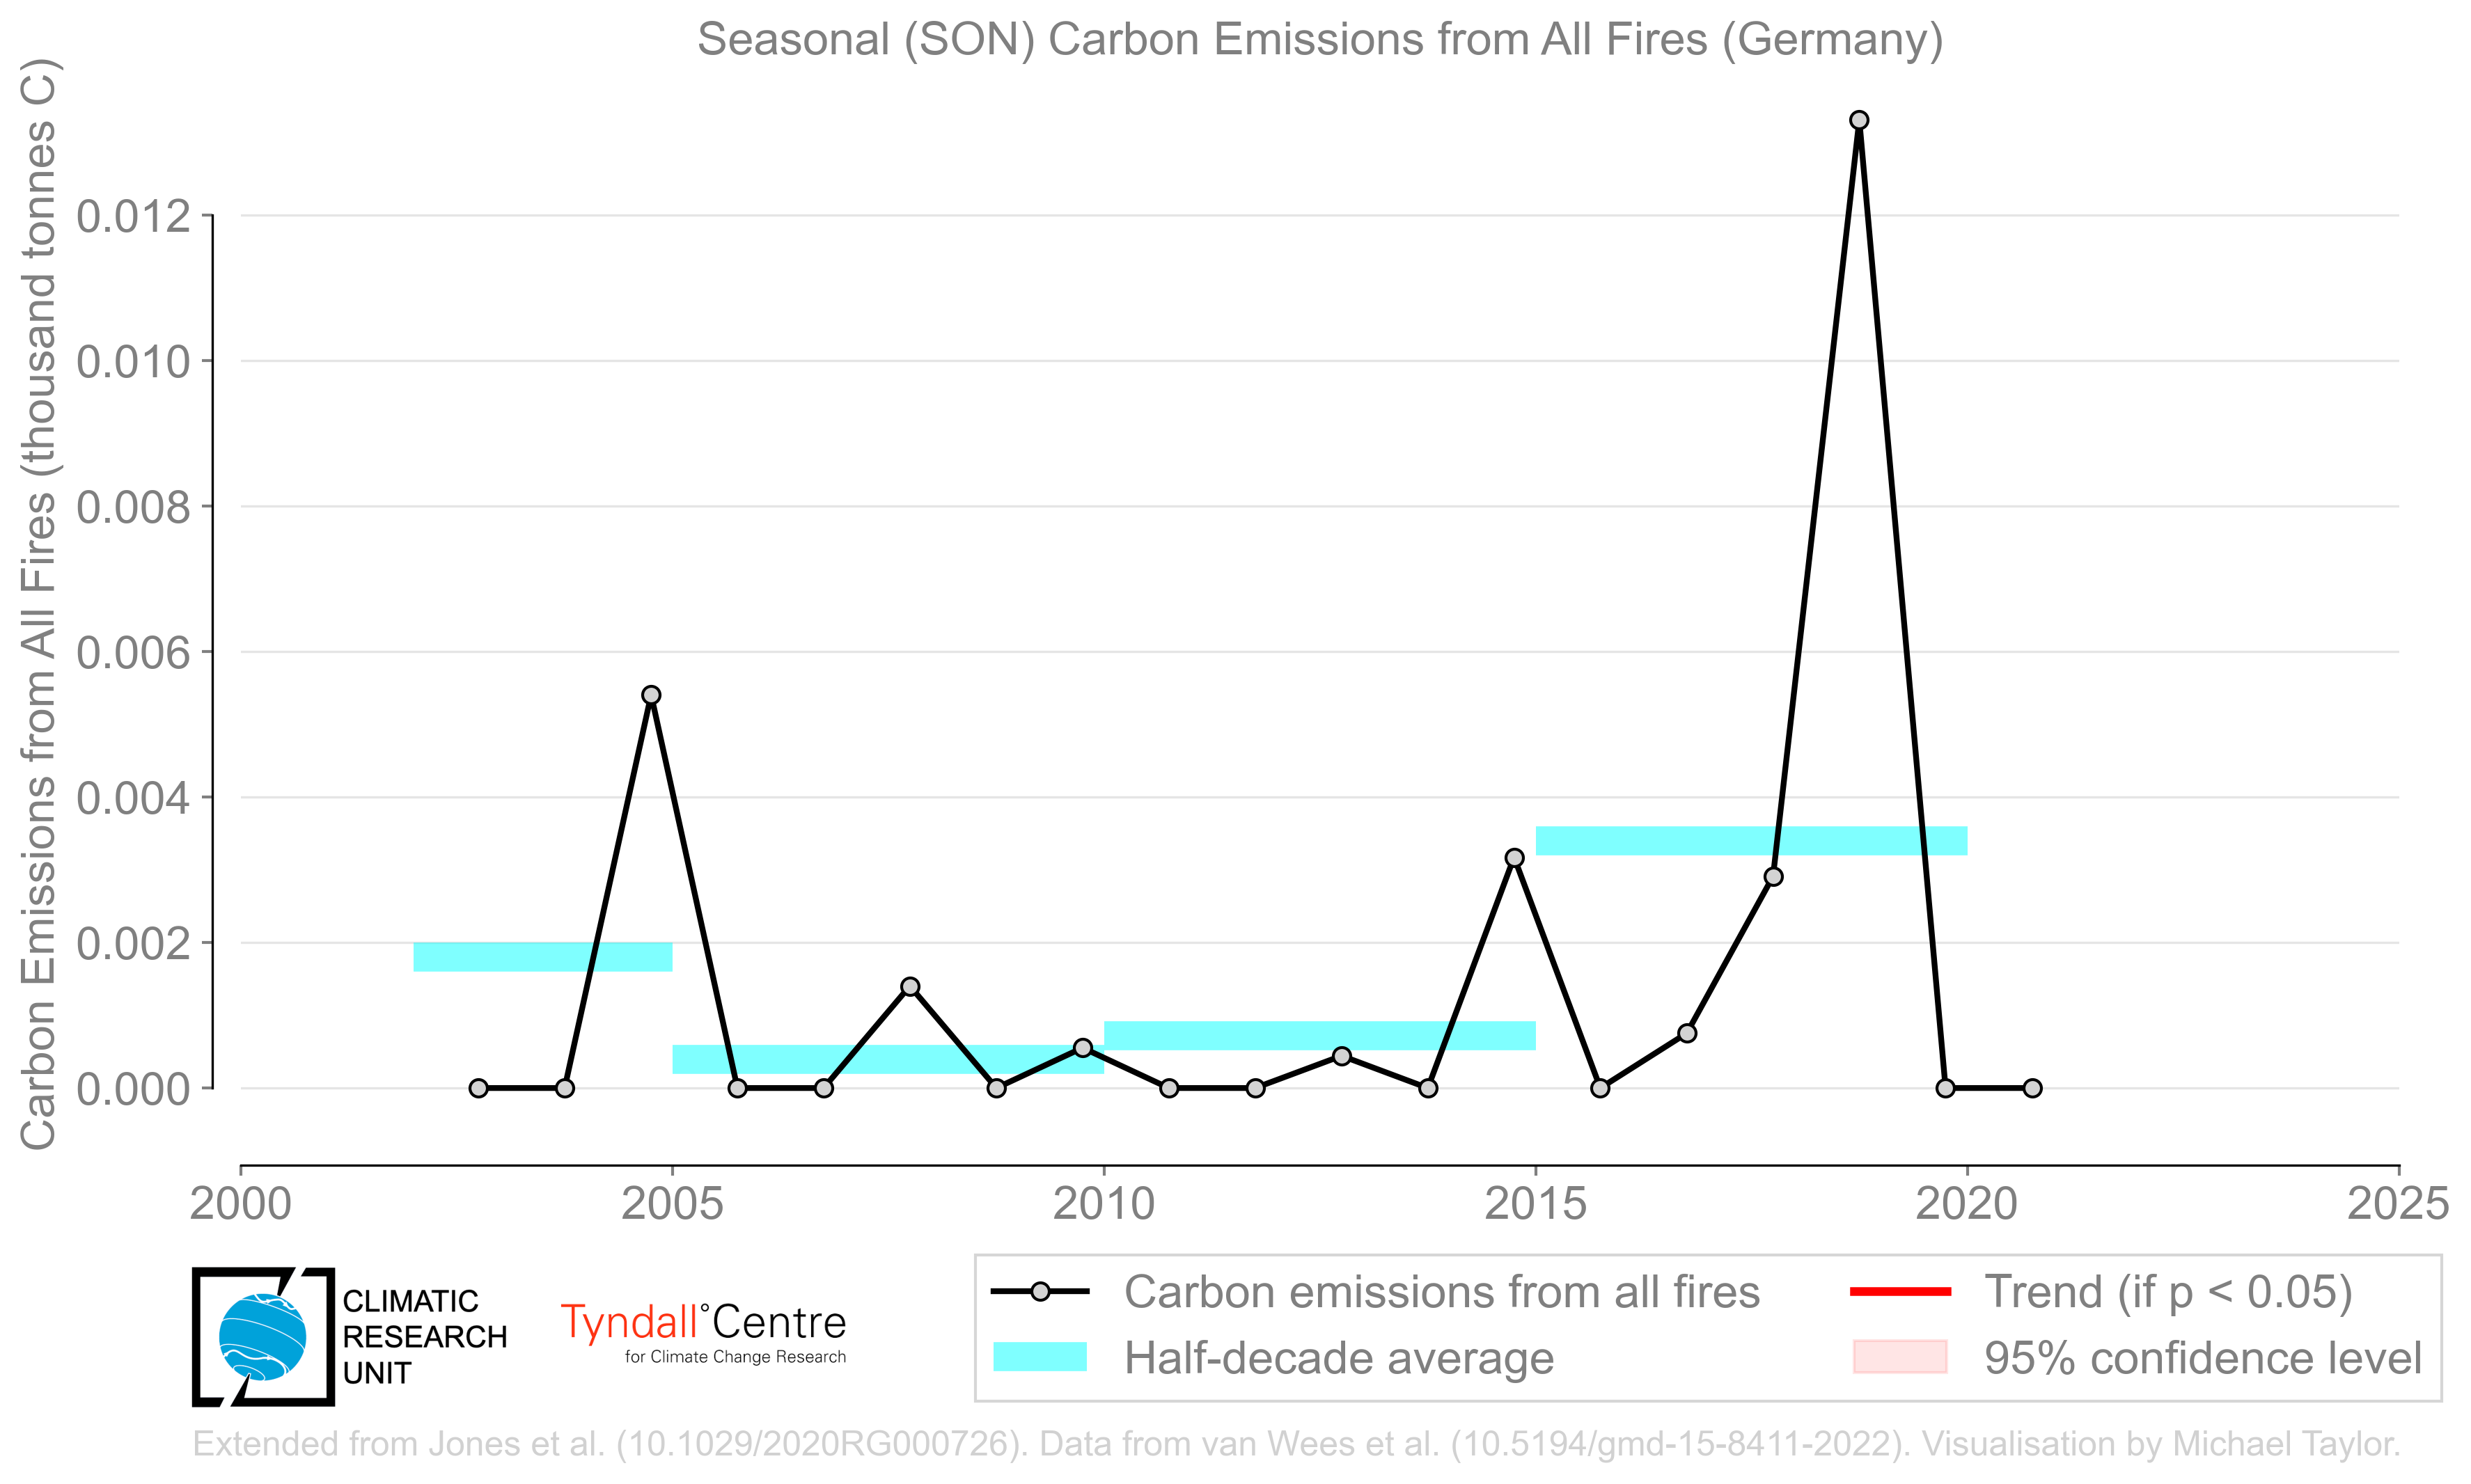 Seasonal (SON) Carbon Emissions from All Fires (Germany)
Carbon Emissions from All Fires (thousand tonnes C)
0.012
0.010
0.008
0.006
0.004
0.002
0.000
2000 2005 2010 2015 2020 2025
CLIMATIC
RESEARCH
UNIT
Tyndall°Centre
for Climate Change Research
Carbon emissions from all fires
Half-decade average
Trend (if p < 0.05)
95% confidence level
Extended from Jones et al. (10.1029/2020RG000726). Data from van Wees et al. (10.5194/gmd-15-8411-2022). Visualisation by Michael Taylor.